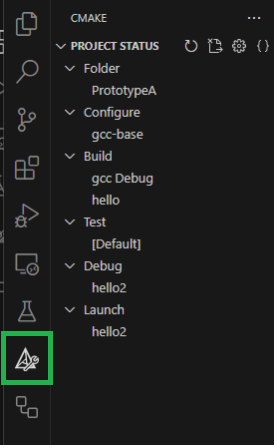 CMAKE
PROJECT STATUS
Folder
PrototypeA
Configure
gcc-base
Build
gcc Debug
hello
Test
[Default]
Debug
hello2
Launch
hello2